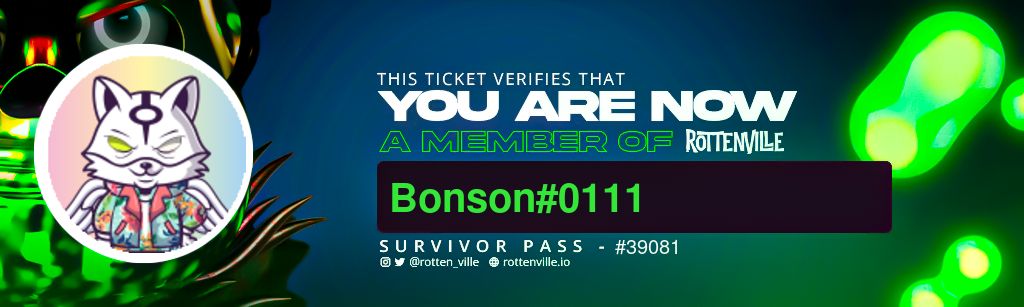 THIS TICKET VERIFIES THAT
YOU ARE NOW
A MEMBER OF ROTTENVILLE
Bonson#0111
SURVIVOR PASS - #39081
@rotten_ville rottenville.io